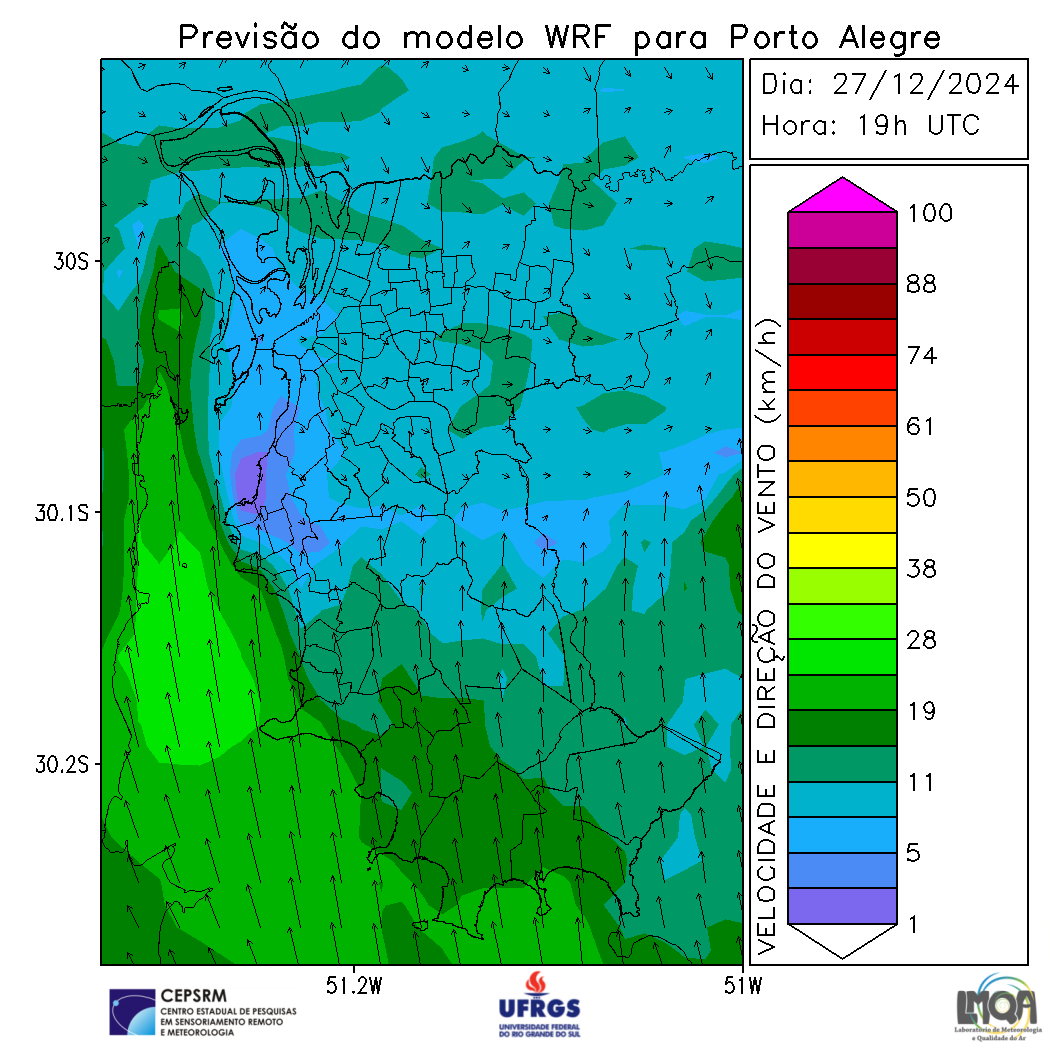 Previsão do modelo WRF para Porto Alegre
Dia: 27/12/2024
Hora: 19h UTC
30S
30.1S
30.2S
51.2W
51W
VELOCIDADE E DIREÇÃO DO VENTO (km/h)
100
88
74
61
50
38
28
19
11
5
1
CEPSRM
CENTRO ESTADUAL DE PESQUISAS
EM SENSORIAMENTO REMOTO
E METEOROLOGIA
UFRGS
UNIVERSIDADE FEDERAL
DO RIO GRANDE DO SUL
LMQA
Laboratório de Meteorologia
e Qualidade do Ar